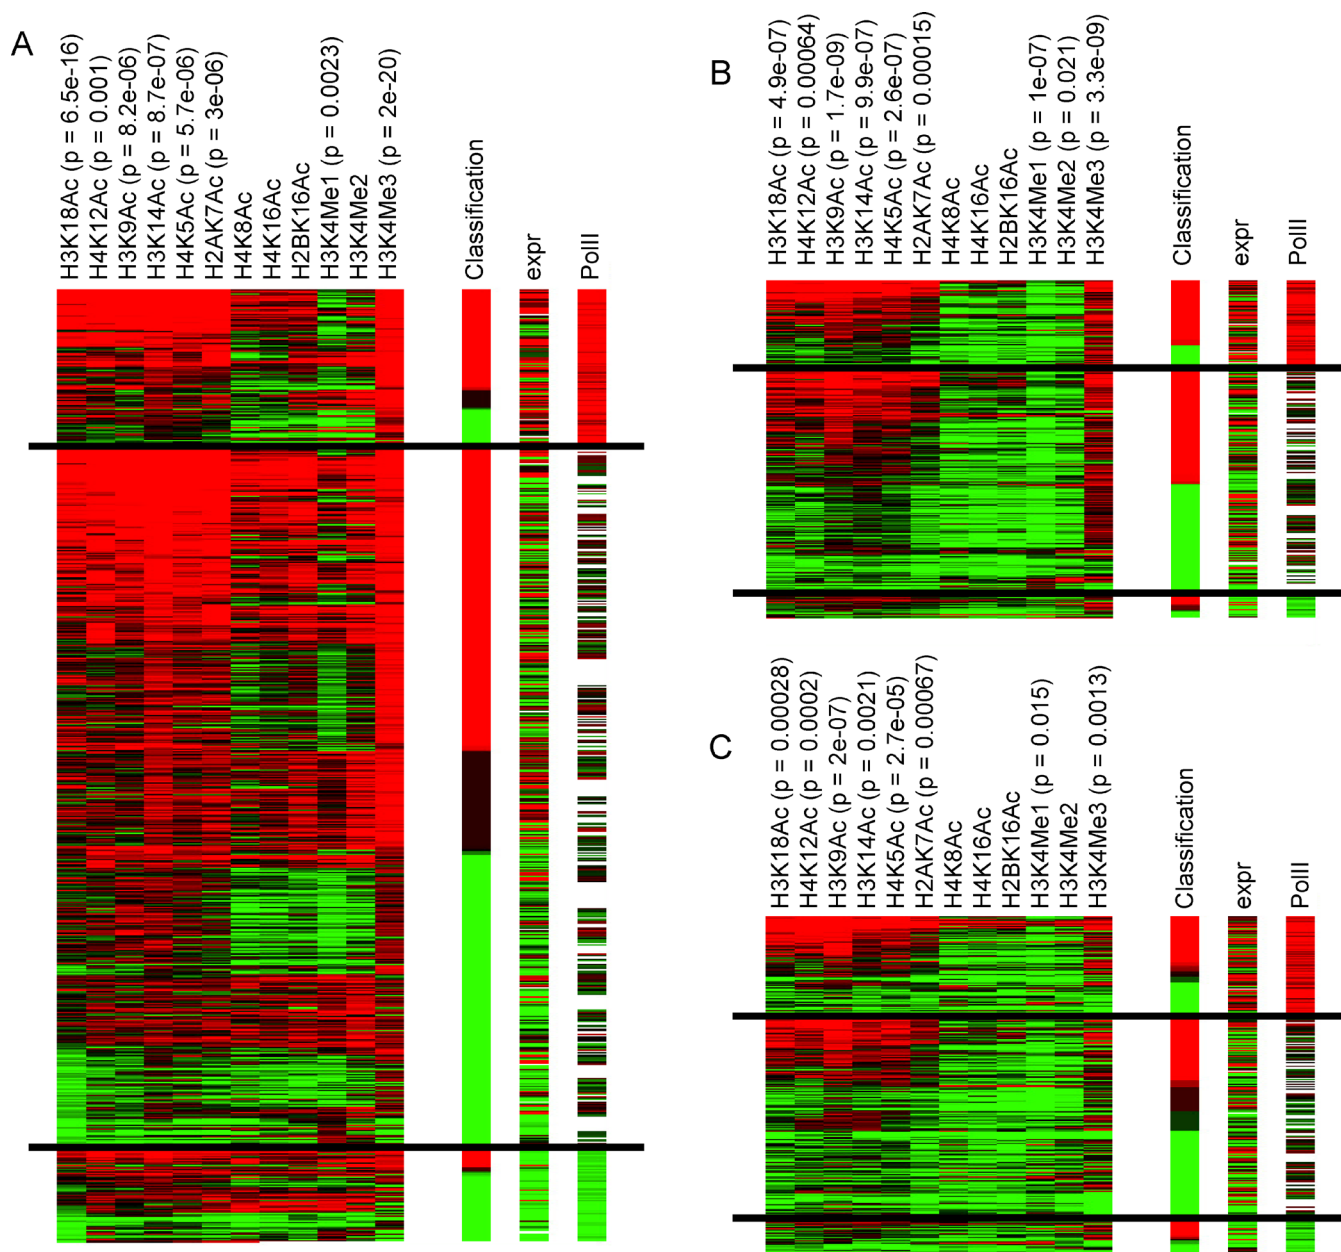 A
H3K18Ac (p = 6.5e-16)
H4K12Ac (p = 0.001)
H3K9Ac (p = 8.2e-06)
H3K14Ac (p = 8.7e-07)
H4K5Ac (p = 5.7e-06)
H2AK7Ac (p = 3e-06)
H4K8Ac
H4K16Ac
H2BK16Ac
H3K4Me1 (p = 0.0023)
H3K4Me2
H3K4Me3 (p = 2e-20)
Classification
expr
PolII
B
H3K18Ac (p = 4.9e-07)
H4K12Ac (p = 0.00064)
H3K9Ac (p = 1.7e-09)
H3K14Ac (p = 9.9e-07)
H4K5Ac (p = 2.6e-07)
H2AK7Ac (p = 0.00015)
H4K8Ac
H4K16Ac
H2BK16Ac
H3K4Me1 (p = 1e-07)
H3K4Me2 (p = 0.021)
H3K4Me3 (p = 3.3e-09)
Classification
expr
PolII
C
H3K18Ac (p = 0.00028)
H4K12Ac (p = 0.0002)
H3K9Ac (p = 2e-07)
H3K14Ac (p = 0.0021)
H4K5Ac (p = 2.7e-05)
H2AK7Ac (p = 0.00067)
H4K8Ac
H4K16Ac
H2BK16Ac
H3K4Me1 (p = 0.015)
H3K4Me2
H3K4Me3 (p = 0.0013)
Classification
expr
PolII